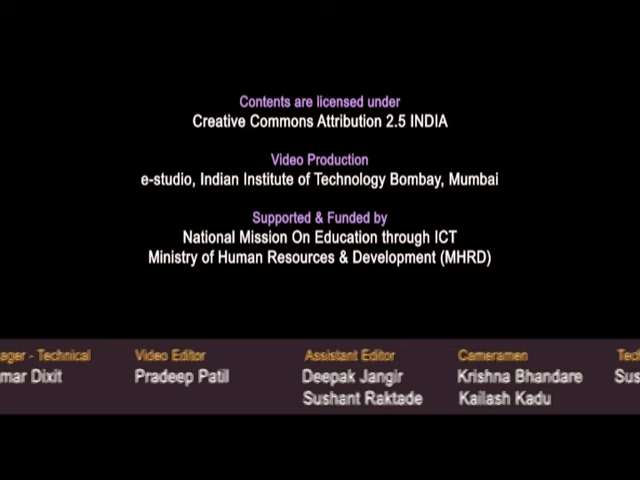 Contents are licensed under
Creative Commons Attribution 2.5 INDIA
Video Production
e-studio, Indian Institute of Technology Bombay, Mumbai
Supported & Funded by
National Mission On Education through ICT
Ministry of Human Resources & Development (MHRD)
- Technical
Dixit
Video Editor
Pradeep Patil
Assistant Editor
Deepak Jangir
Sushant Raktade
Cameramen
Krishna Bhandare
Kailash Kadu